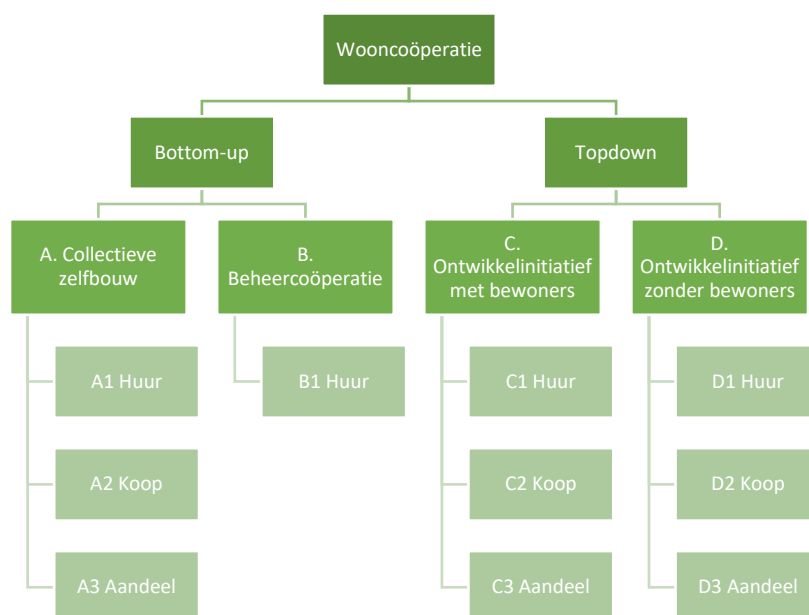 Wooncoöperatie
Bottom-up
Topdown
A. Collectieve
zelfbouw
B.
Beheercoöperatie
C.
Ontwikkelinitiatief
met bewoners
D.
Ontwikkelinitiatief
zonder bewoners
A1 Huur
B1 Huur
C1 Huur
D1 Huur
A2 Koop
C2 Koop
D2 Koop
A3 Aandeel
C3 Aandeel
D3 Aandeel